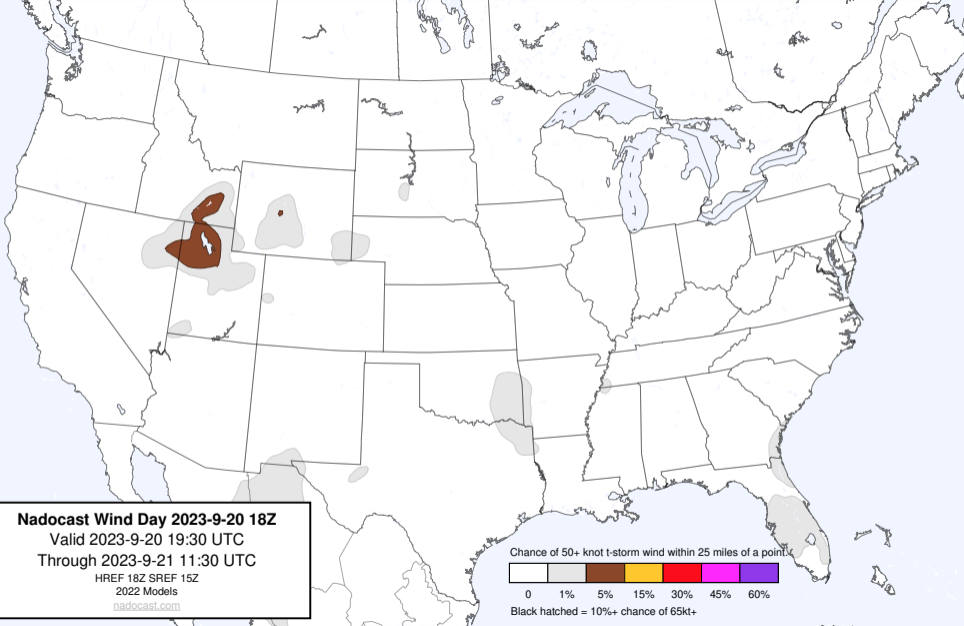 Nadocast Wind Day 2023-9-20 18Z
Valid 2023-9-20 19:30 UTC
Through 2023-9-21 11:30 UTC
HREF 18Z SREF 15Z
2022 Models
nadocast.com
Chance of 50+ knot t-storm wind within 25 miles of a point.
0 1% 5% 15% 30% 45% 60%
Black hatched = 10%+ chance of 65kt+